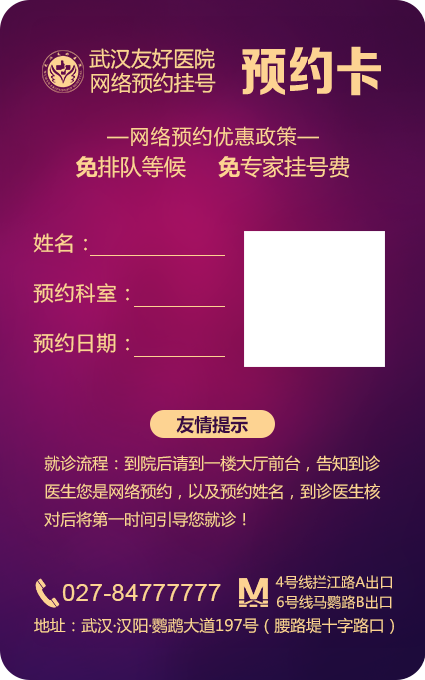 武汉友好医院
网络预约挂号
预约卡
—网络预约优惠政策—
免排队等候 免专家挂号费
姓名：
预约科室：
预约日期：
友情提示
就诊流程：到院后请到一楼大厅前台，告知到诊
医生您是网络预约，以及预约姓名，到诊医生核
对后将第一时间引导您就诊！
027-84777777
4号线拦江路A出口
6号线马鹦路B出口
地址：武汉·汉阳·鹦鹉大道197号（腰路堤十字路口）